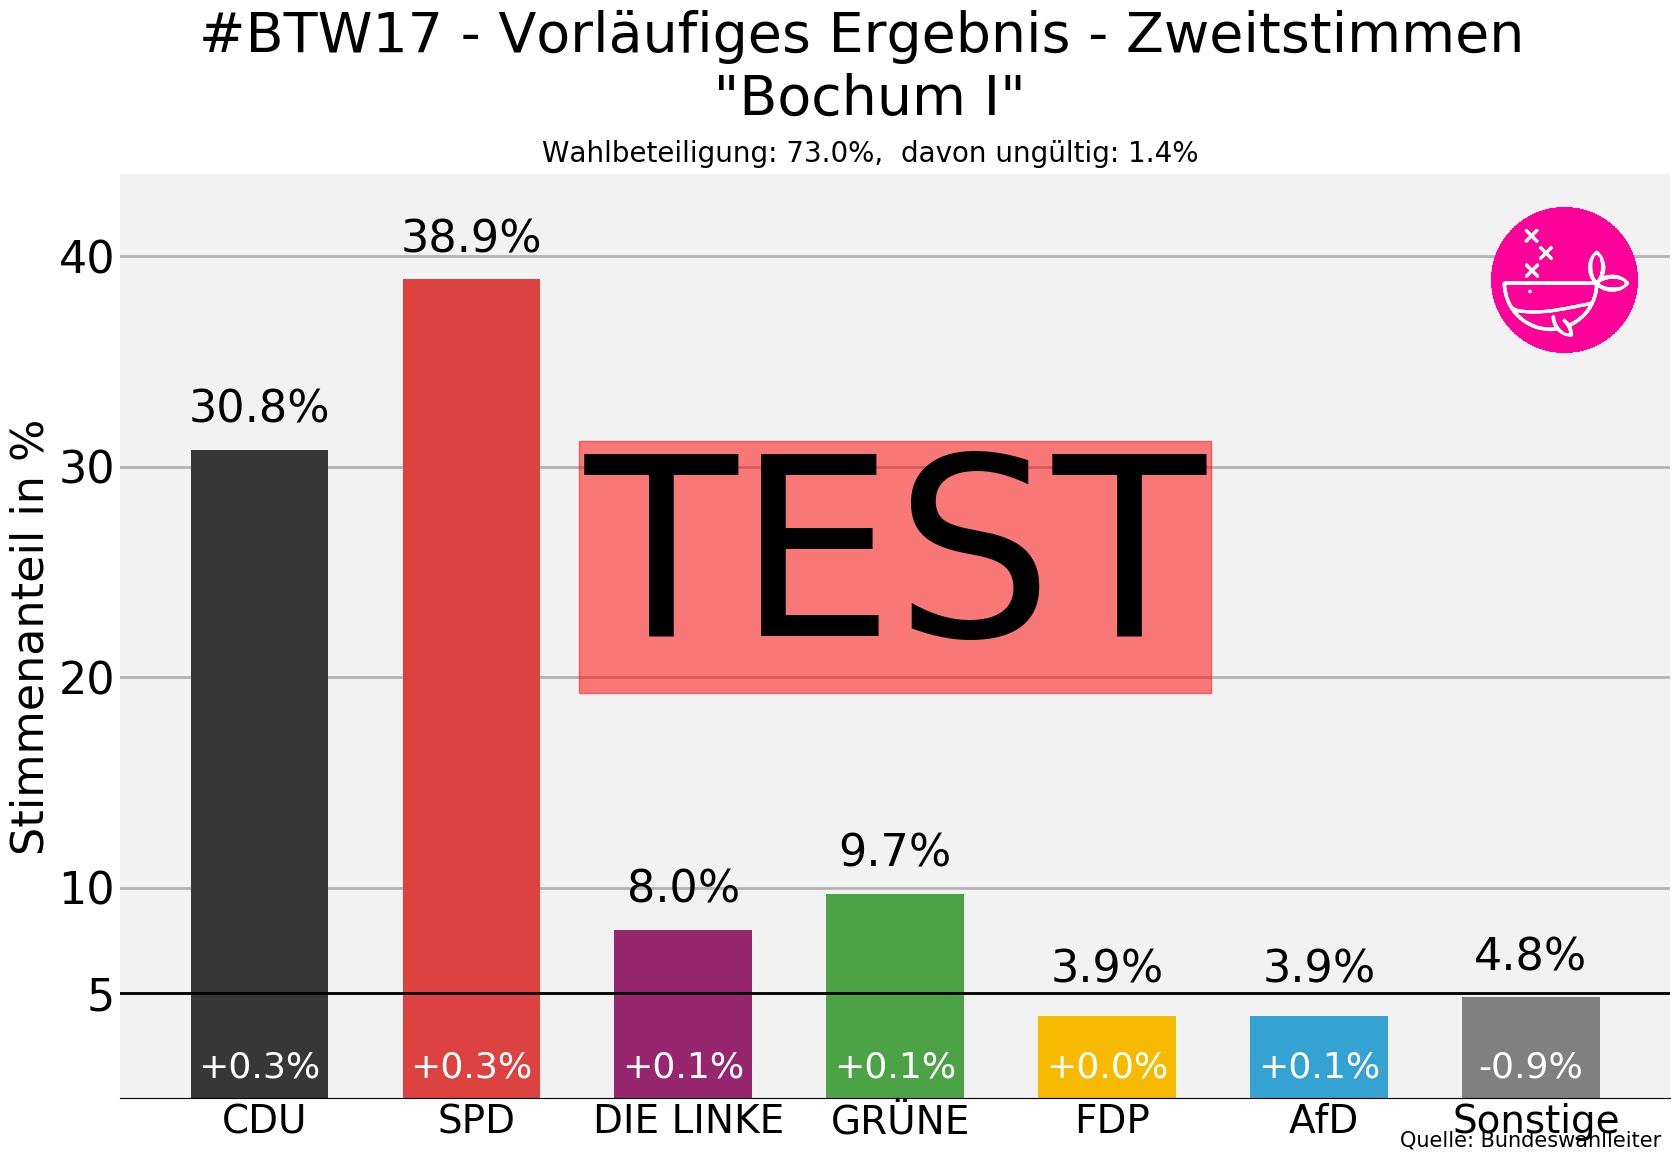 #BTW17 - Vorläufiges Ergebnis - Zweitstimmen
"Bochum I"
Wahlbeteiligung: 73.0%,  davon ungültig: 1.4%
Stimmenanteil in %
40
30
20
10
5
30.8%
38.9%
8.0%
9.7%
3.9%
3.9%
4.8%
TEST
+0.3%
+0.3%
+0.1%
+0.1%
+0.0%
+0.1%
-0.9%
CDU
SPD
DIE LINKE
GRÜNE
FDP
AfD
Sonstige
Quelle: Bundeswahlleiter